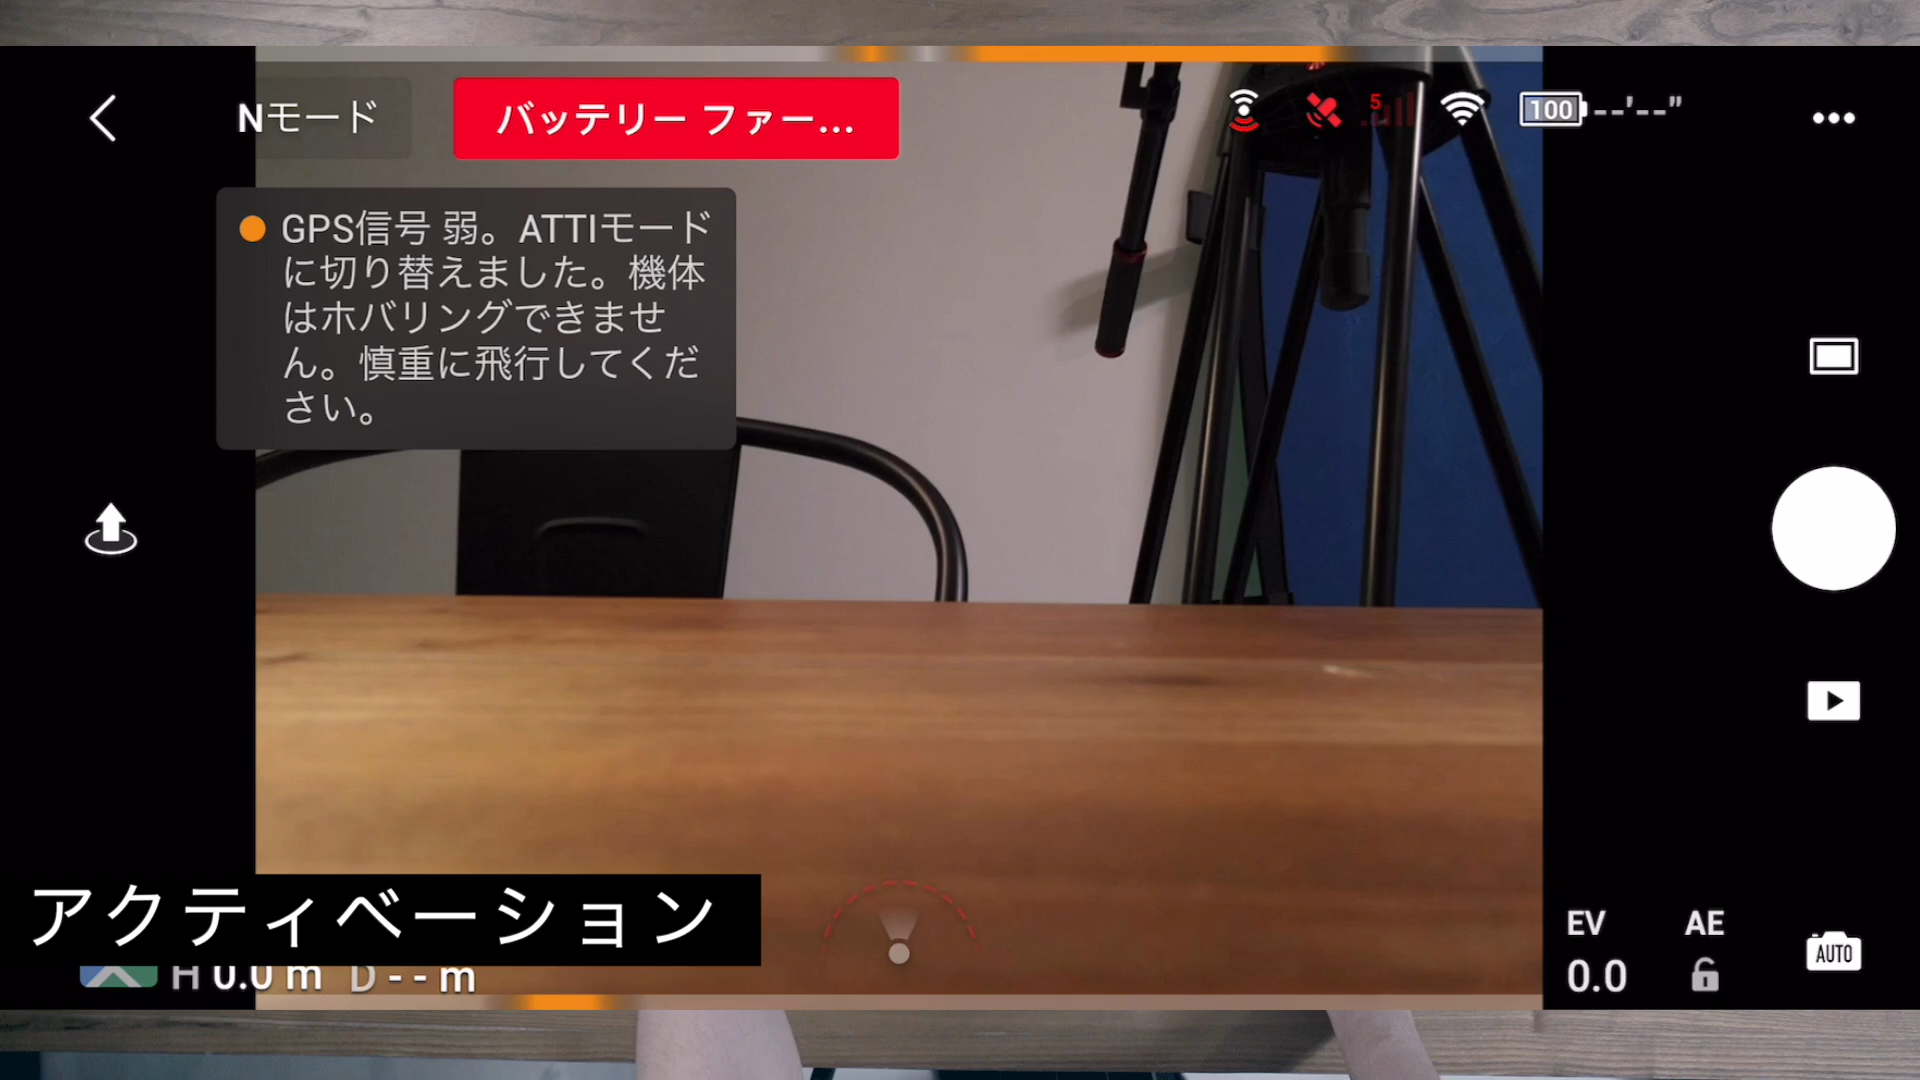 Nモード
バッテリー ファー...
5
100
--'--"
GPS信号 弱。ATTIモード
に切り替えました。機体
はホバリングできませ
ん。慎重に飛行してくだ
さい。
アクティベーション
H 0.0 m D - - m
EV
AE
0.0
AUTO